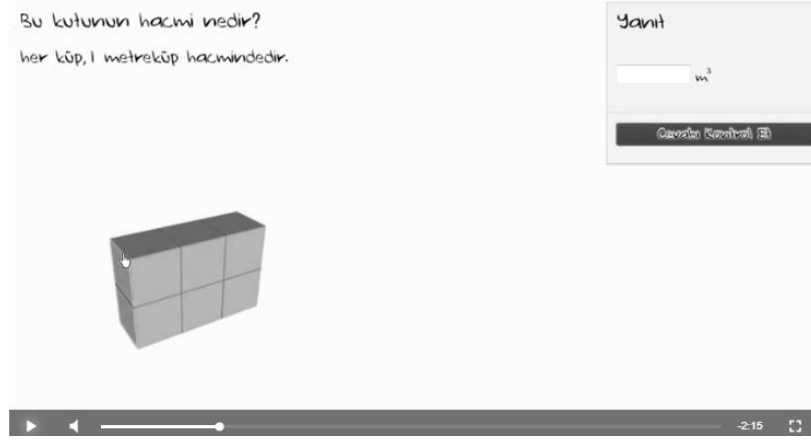 Bu kutunun hacmi nedir?
her küp, 1 metreküp hacmindedir.
Yanıt
m³
Cevabı Kontrol Et
-2:15